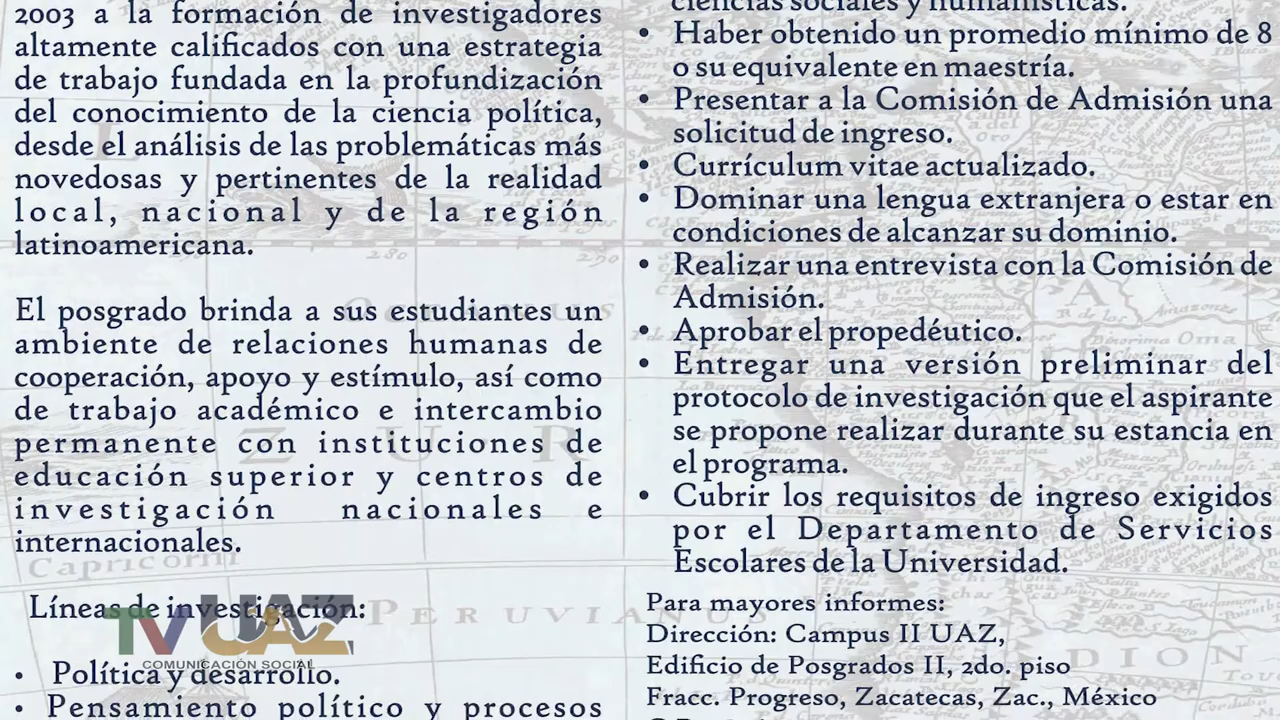 2003 a la formación de investigadores
altamente calificados con una estrategia
de trabajo fundada en la profundización
del conocimiento de la ciencia política,
desde el análisis de las problemáticas más
novedosas y pertinentes de la realidad
local, nacional y de la región
latinoamericana.
El posgrado brinda a sus estudiantes un
ambiente de relaciones humanas de
cooperación, apoyo y estímulo, así como
de trabajo académico e intercambio
permanente con instituciones de
educación superior y centros de
investigación nacionales e
internacionales.
Líneas de investigación:
TV UAZ
COMUNICACIÓN SOCIAL
• Política y desarrollo.
• Pensamiento político y procesos
ciencias sociales y humanísticas.
• Haber obtenido un promedio mínimo de 8
o su equivalente en maestría.
• Presentar a la Comisión de Admisión una
solicitud de ingreso.
• Currículum vitae actualizado.
• Dominar una lengua extranjera o estar en
condiciones de alcanzar su dominio.
• Realizar una entrevista con la Comisión de
Admisión.
• Aprobar el propedéutico.
• Entregar una versión preliminar del
protocolo de investigación que el aspirante
se propone realizar durante su estancia en
el programa.
• Cubrir los requisitos de ingreso exigidos
por el Departamento de Servicios
Escolares de la Universidad.
Para mayores informes:
Dirección: Campus II UAZ,
Edificio de Posgrados II, 2do. piso
Fracc. Progreso, Zacatecas, Zac., México
Capricorni
PERUVIANUS